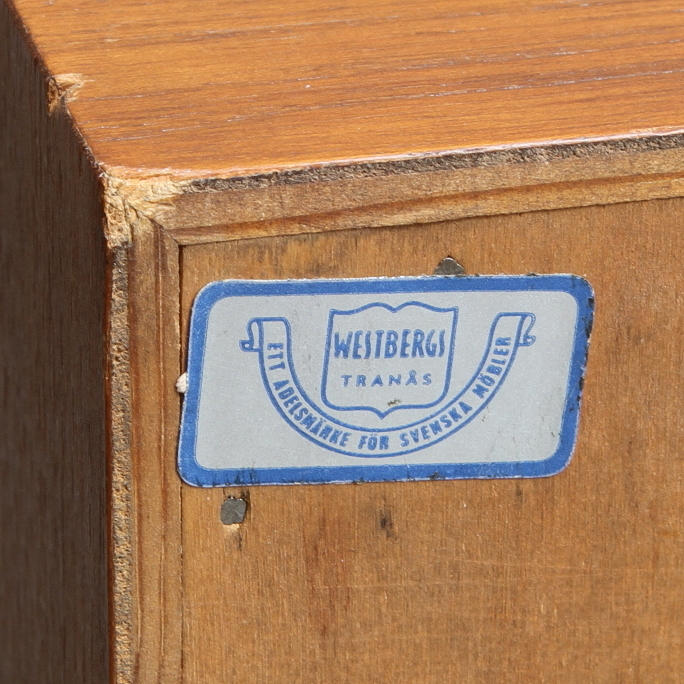 WESTBERGS
TRANÅS
ETT ADELSMÄRKE FÖR SVENSKA MÖBLER